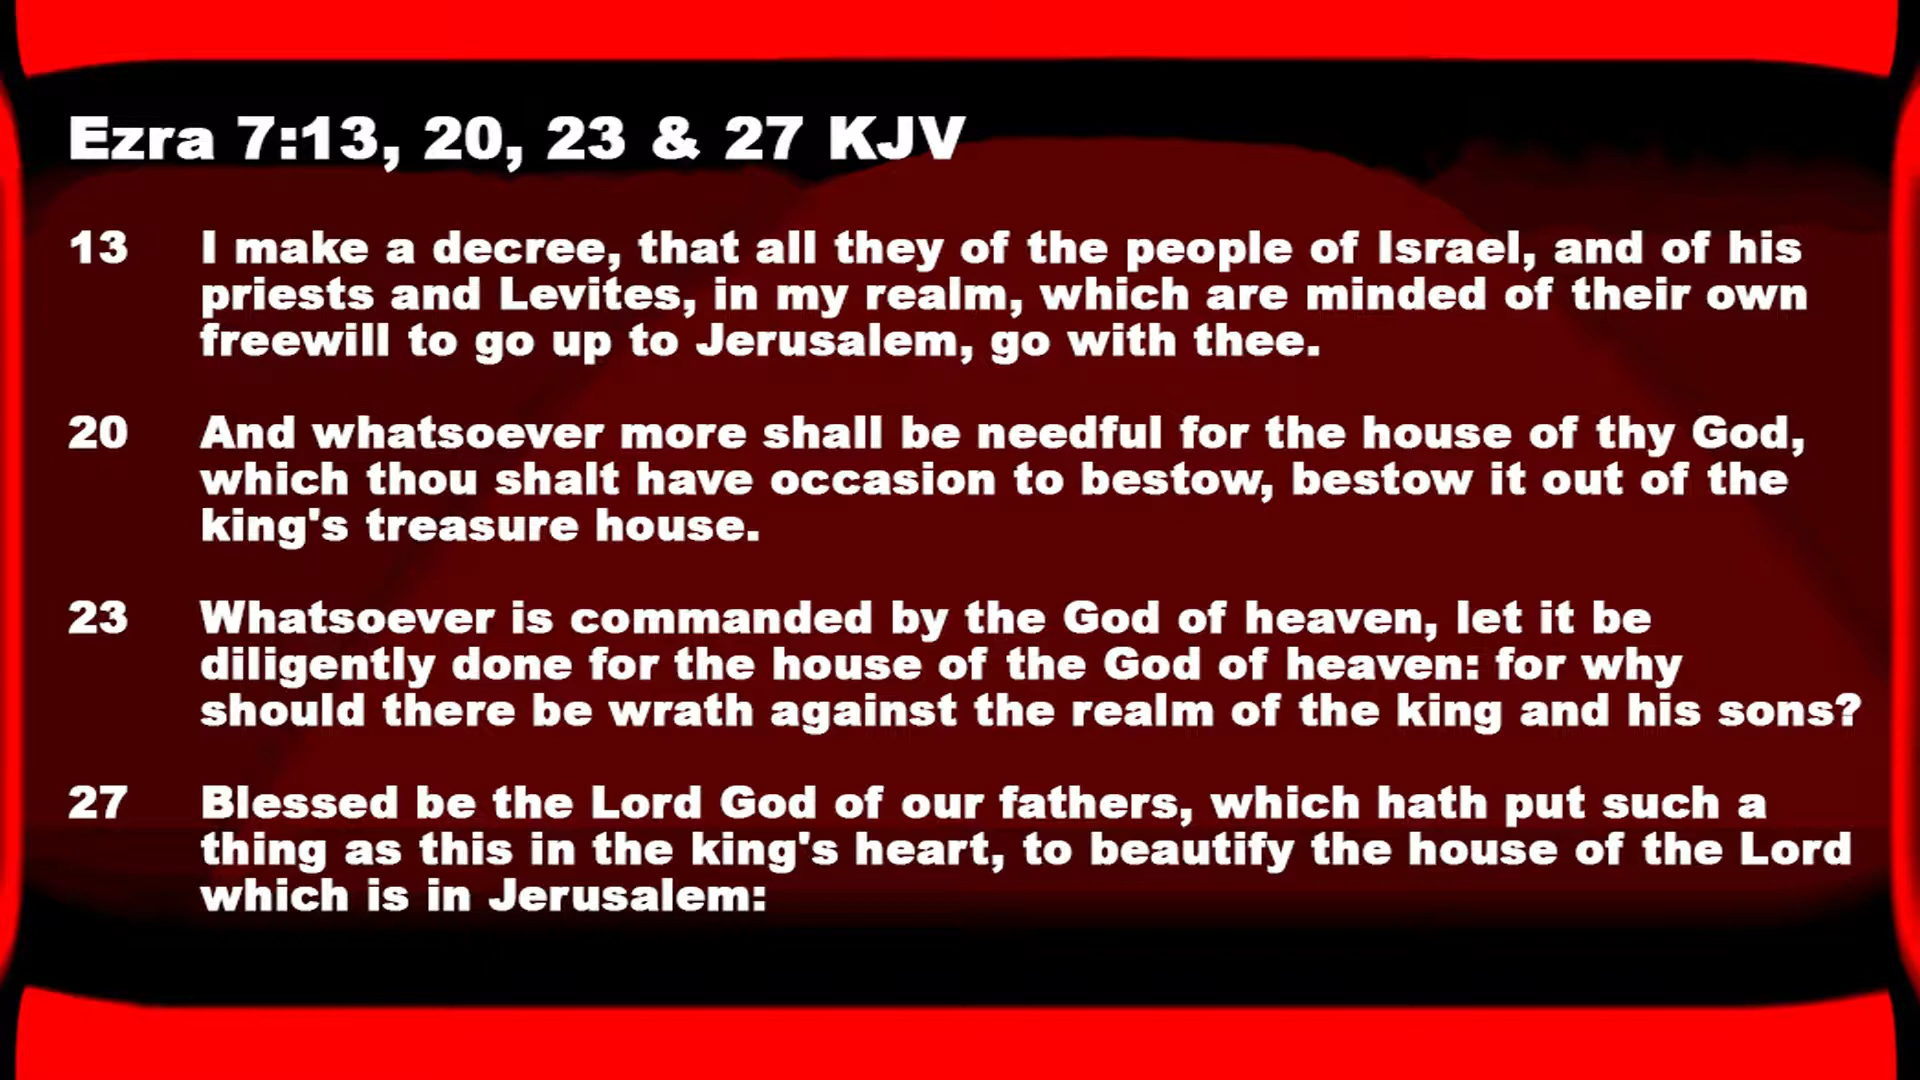 Ezra 7:13, 20, 23 & 27 KJV
13 I make a decree, that all they of the people of Israel, and of his
priests and Levites, in my realm, which are minded of their own
freewill to go up to Jerusalem, go with thee.
20 And whatsoever more shall be needful for the house of thy God,
which thou shalt have occasion to bestow, bestow it out of the
king's treasure house.
23 Whatsoever is commanded by the God of heaven, let it be
diligently done for the house of the God of heaven: for why
should there be wrath against the realm of the king and his sons?
27 Blessed be the Lord God of our fathers, which hath put such a
thing as this in the king's heart, to beautify the house of the Lord
which is in Jerusalem: